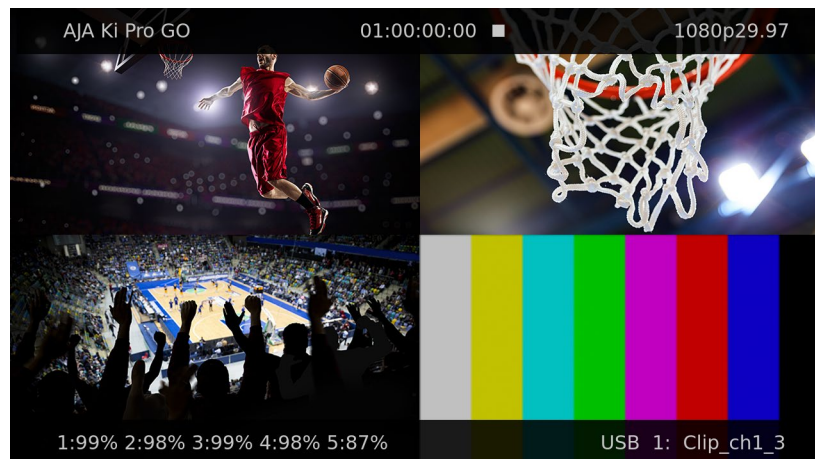 AJA Ki Pro GO 01:00:00:00 ■ 1080p29.97
1:99% 2:98% 3:99% 4:98% 5:87% USB 1: Clip_ch1_3